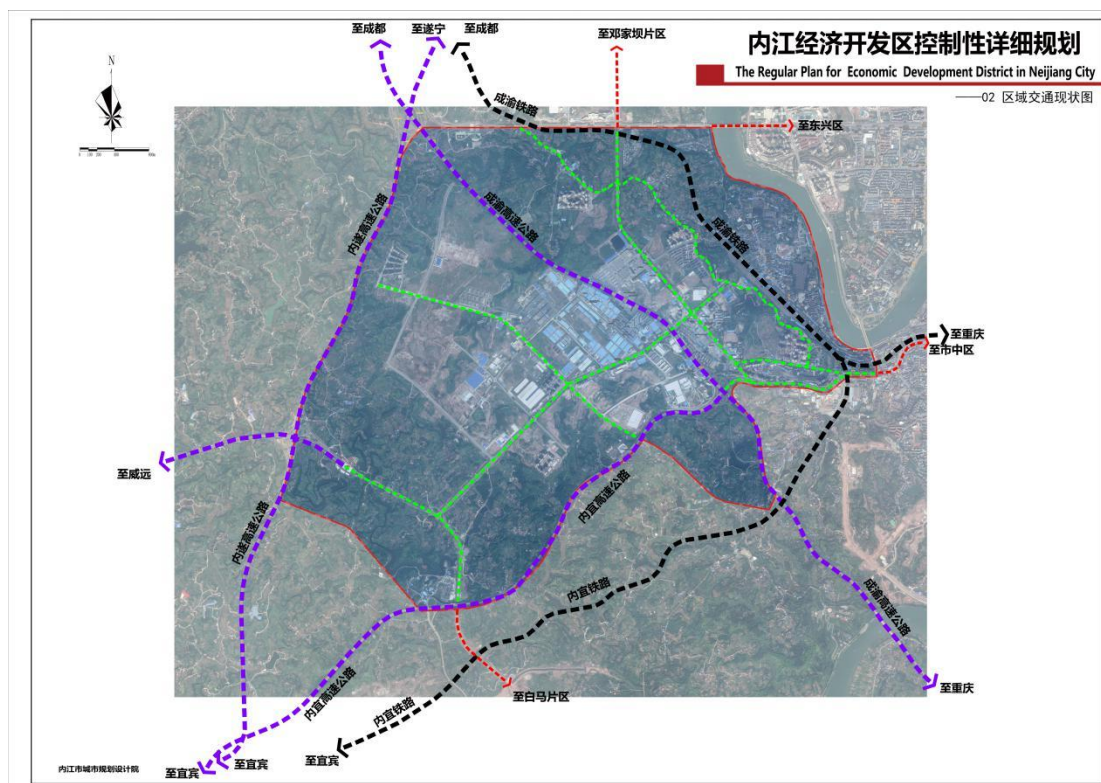 内江经济开发区控制性详细规划
The Regular Plan for Economic Development District in Neijiang City
——02 区域交通现状图
至成都
至遂宁
至成都
至邓家坝片区
N
成渝铁路
至东兴区
内遂高速公路
成渝高速公路
成渝铁路
至重庆
至市中区
至威远
内宜高速公路
内遂高速公路
内宜铁路
成渝高速公路
内宜高速公路
至白马片区
至重庆
内宜铁路
至宜宾
至宜宾
至宜宾
内江市城市规划设计院